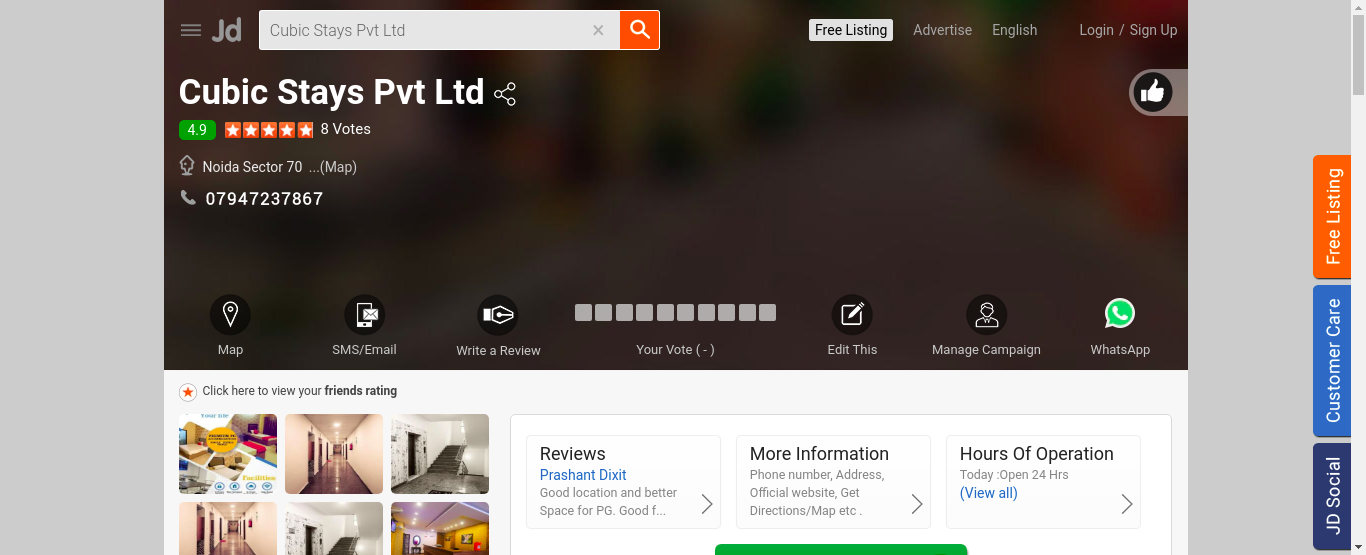 Jd
Cubic Stays Pvt Ltd
Free Listing
Advertise
English
Login / Sign Up
Cubic Stays Pvt Ltd
4.9
8 Votes
Noida Sector 70 ...(Map)
07947237867
Map
SMS/Email
Write a Review
Your Vote ( - )
Edit This
Manage Campaign
WhatsApp
Free Listing
Customer Care
JD Social
Click here to view your friends rating
Reviews
Prashant Dixit
Good location and better
Space for PG. Good f...
More Information
Phone number, Address,
Official website, Get
Directions/Map etc .
Hours Of Operation
Today :Open 24 Hrs
(View all)
Facilities